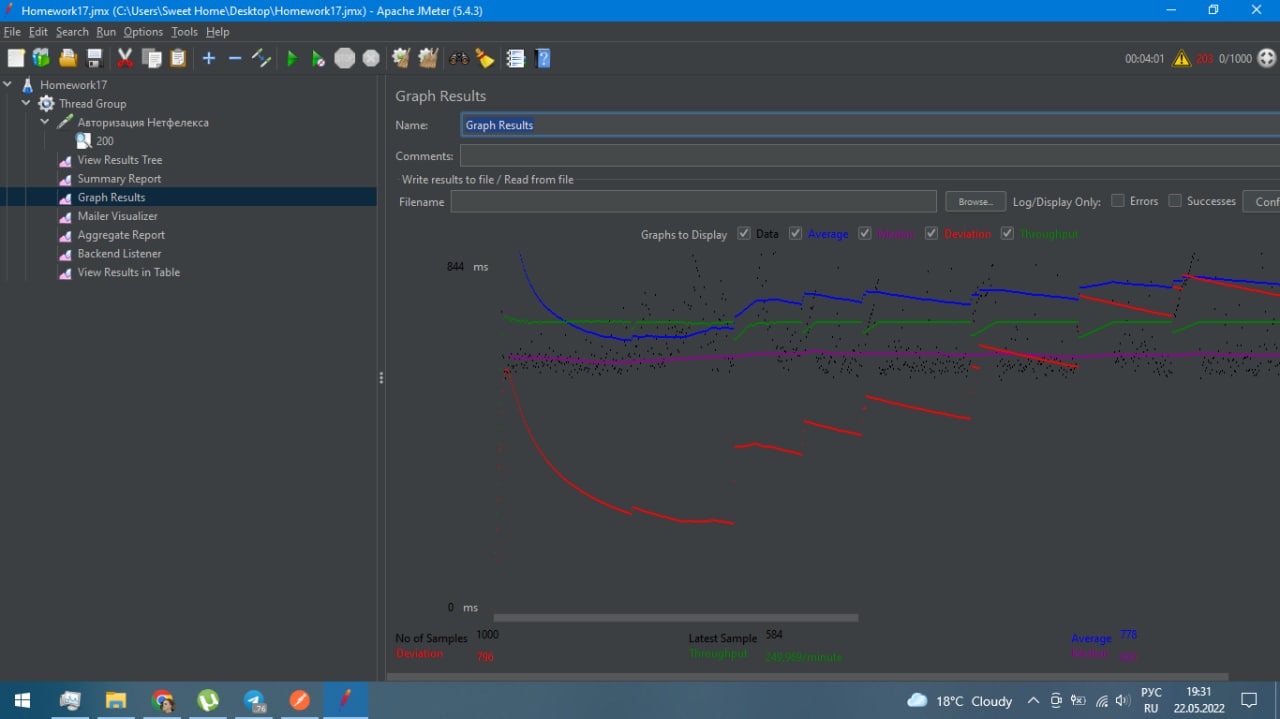 Homework17.jmx (C:\Users\Sweet Home\Desktop\Homework17.jmx) - Apache JMeter (5.4.3)
File Edit Search Run Options Tools Help
00:04:01 203 0/1000
Homework17
Thread Group
Авторизация Нетфелекса
200
View Results Tree
Summary Report
Graph Results
Mailer Visualizer
Aggregate Report
Backend Listener
View Results in Table
Graph Results
Name: Graph Results
Comments:
Write results to file / Read from file
Filename Browse... Log/Display Only: Errors Successes Conf
Graphs to Display Data Average Median Deviation Throughput
844 ms
0 ms
No of Samples 1000 Latest Sample 584 Average 778
Deviation 796 Throughput 249,969/minute Median
76
18°C Cloudy РУС 19:31
RU 22.05.2022